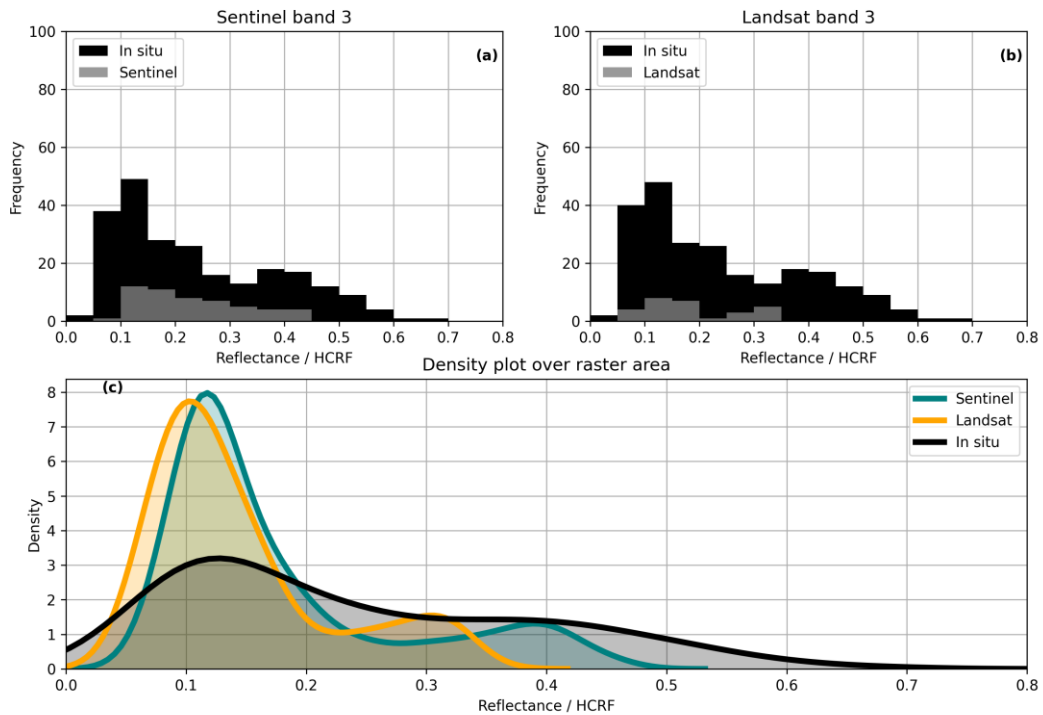 Sentinel band 3
100
80
60
40
20
0
Frequency
In situ
Sentinel
(a)
0.0 0.1 0.2 0.3 0.4 0.5 0.6 0.7 0.8
Reflectance / HCRF
Landsat band 3
100
80
60
40
20
0
Frequency
In situ
Landsat
(b)
0.0 0.1 0.2 0.3 0.4 0.5 0.6 0.7 0.8
Reflectance / HCRF
Density plot over raster area
(c)
8
7
6
5
4
3
2
1
0
Density
Sentinel
Landsat
In situ
0.0 0.1 0.2 0.3 0.4 0.5 0.6 0.7 0.8
Reflectance / HCRF